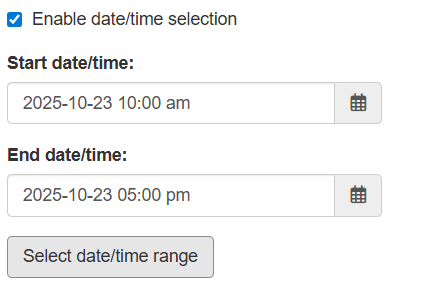 Enable date/time selection
Start date/time:
2025-10-23 10:00 am
End date/time:
2025-10-23 05:00 pm
Select date/time range